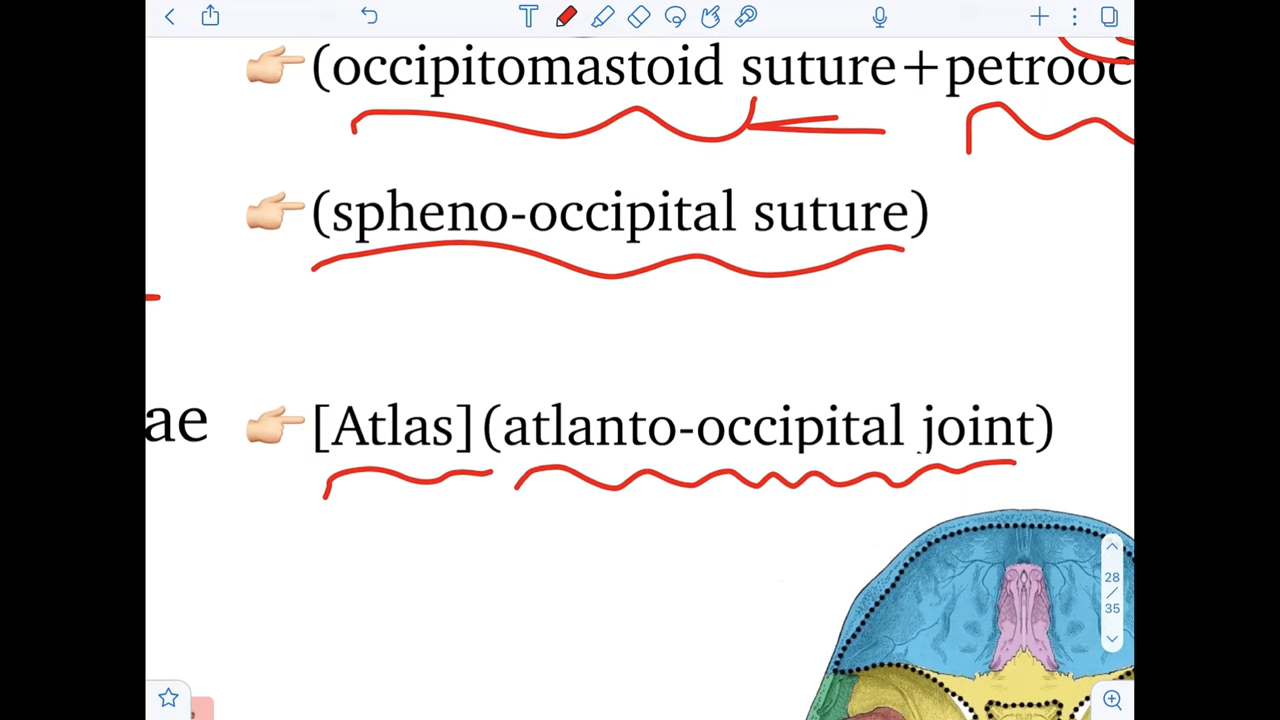 (occipitomastoid suture+petrooc
(spheno-occipital suture)
ae [Atlas](atlanto-occipital joint)
28
/
35